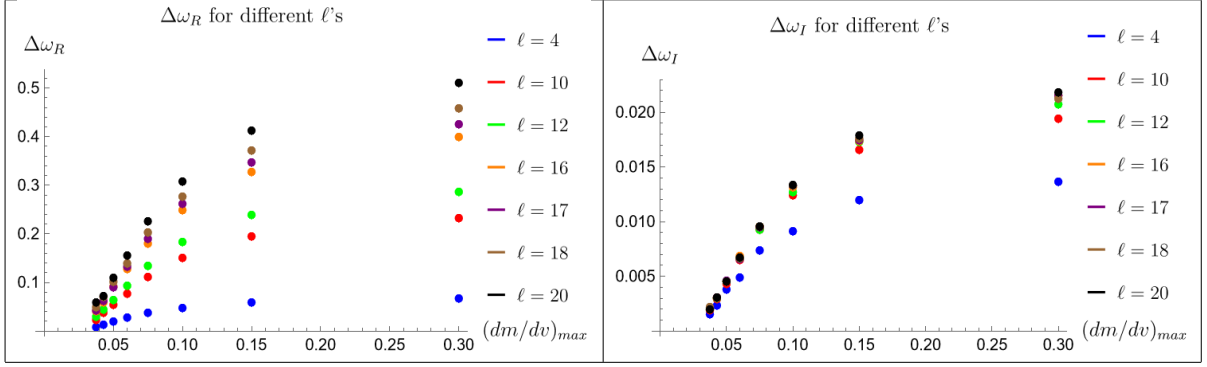 Δω_R for different ℓ's
Δω_R
0.5
0.4
0.3
0.2
0.1
0.05 0.10 0.15 0.20 0.25 0.30
(dm/dv)_max
ℓ = 4
ℓ = 10
ℓ = 12
ℓ = 16
ℓ = 17
ℓ = 18
ℓ = 20
Δω_I for different ℓ's
Δω_I
0.020
0.015
0.010
0.005
0.05 0.10 0.15 0.20 0.25 0.30
(dm/dv)_max
ℓ = 4
ℓ = 10
ℓ = 12
ℓ = 16
ℓ = 17
ℓ = 18
ℓ = 20